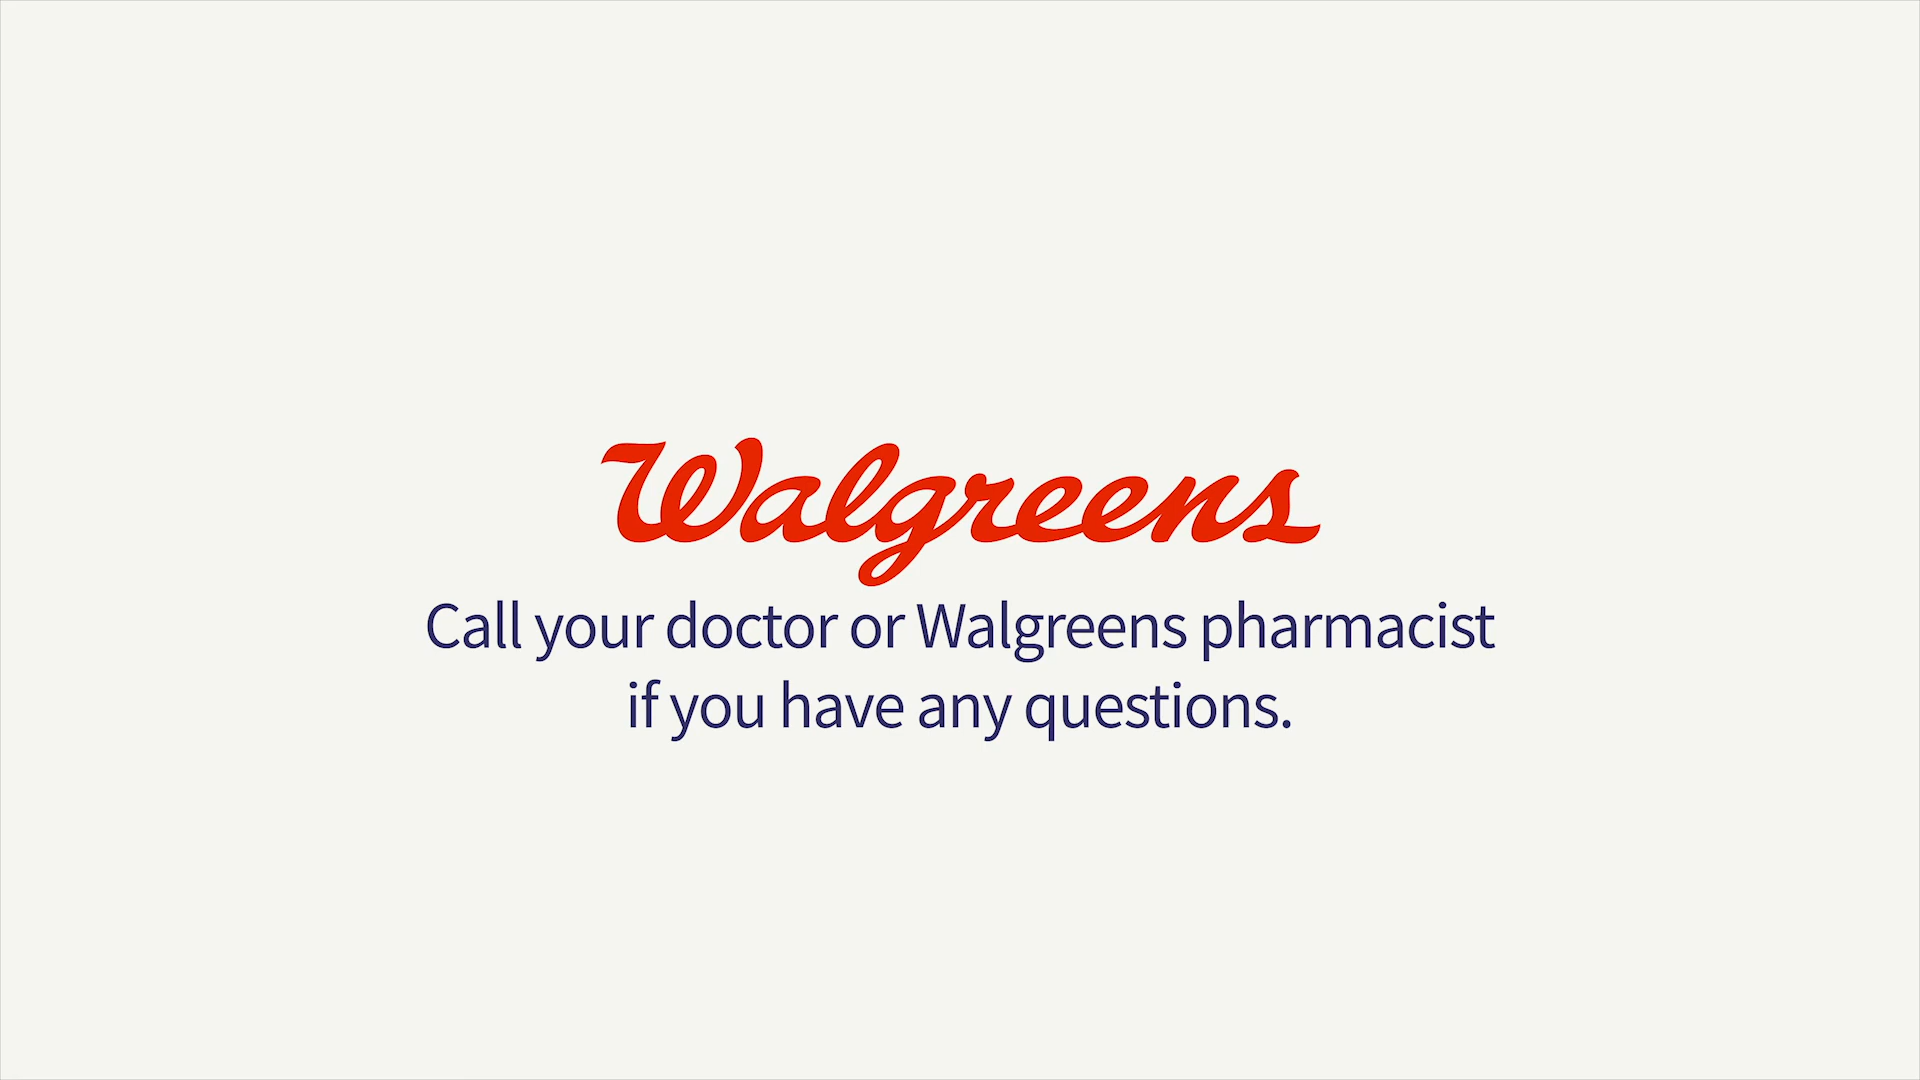 Walgreens
Call your doctor or Walgreens pharmacist
if you have any questions.